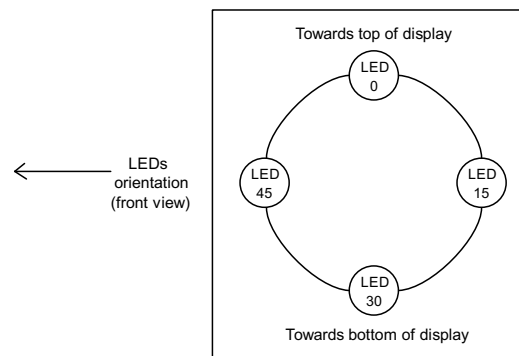 Towards top of display
LED
0
LEDs
orientation
(front view)
LED
45
LED
15
LED
30
Towards bottom of display